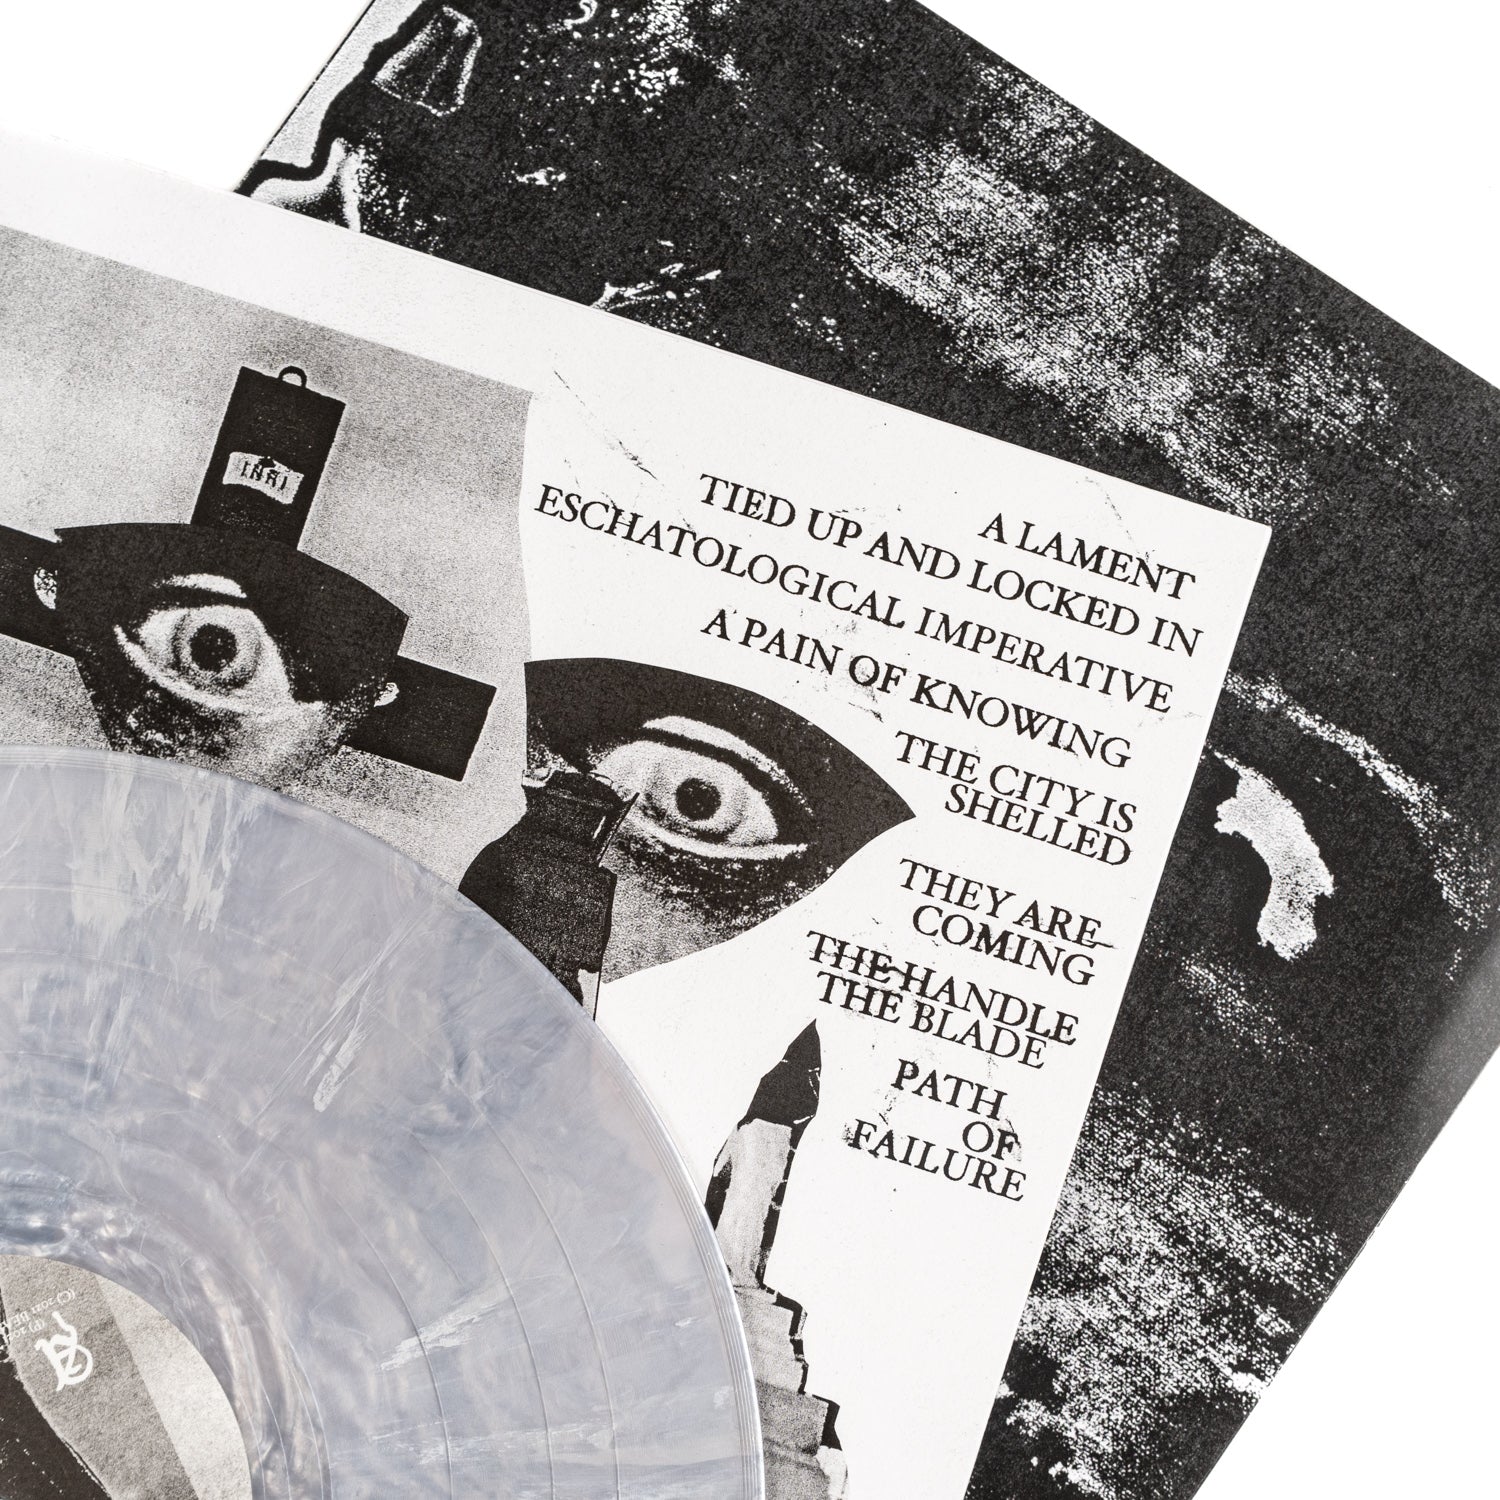 A LAMENT
TIED UP AND LOCKED IN
ESCHATOLOGICAL IMPERATIVE
A PAIN OF KNOWING
THE CITY IS
SHELLED
THEY ARE
COMING
THE HANDLE
THE BLADE
PATH
OF
FAILURE
INRI